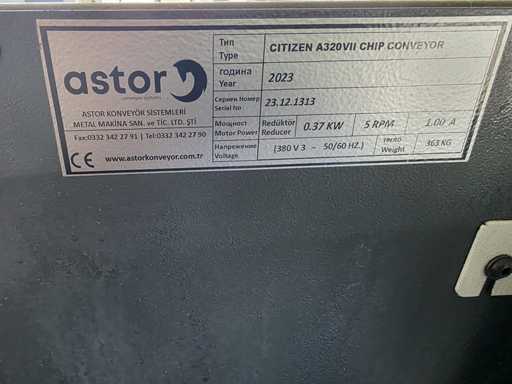 astor
conveyor systems
ASTOR KONVEYÖR SİSTEMLERİ
METAL MAKİNA SAN. ve TİC. LTD. ŞTİ
Fax:0332 342 27 91 | Tel:0332 342 27 90
CE www.astorkonveyor.com.tr
Тип
Type
CITIZEN A320VII CHIP CONVEYOR
година
Year
2023
Сериен Номер
Serial No
23.12.1313
Мощност
Motor Power
Redüktör
Reducer
0.37 KW
5 RPM
1.00 A
Напрежение
Voltage
(380 V 3 ~ 50/60 HZ.)
тегло
Weight
363 KG